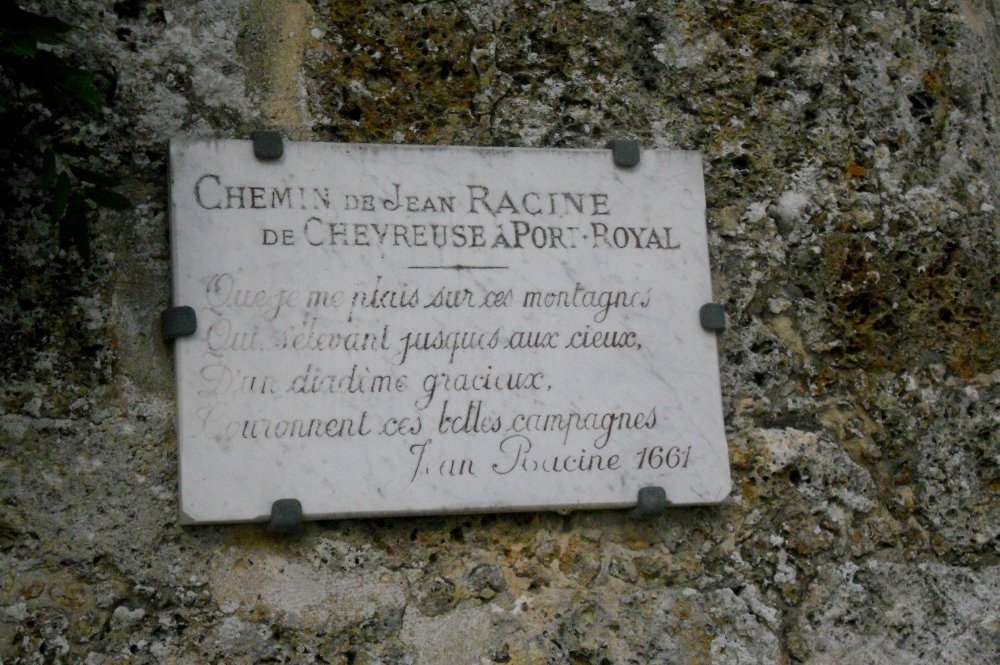 CHEMIN DE JEAN RACINE
DE CHEVREUSE À PORT-ROYAL
Que je me plais sur ces montagnes
Qui s'élevant jusques aux cieux,
D'un diadème gracieux,
Couronnent ces belles campagnes
Jean Racine 1661